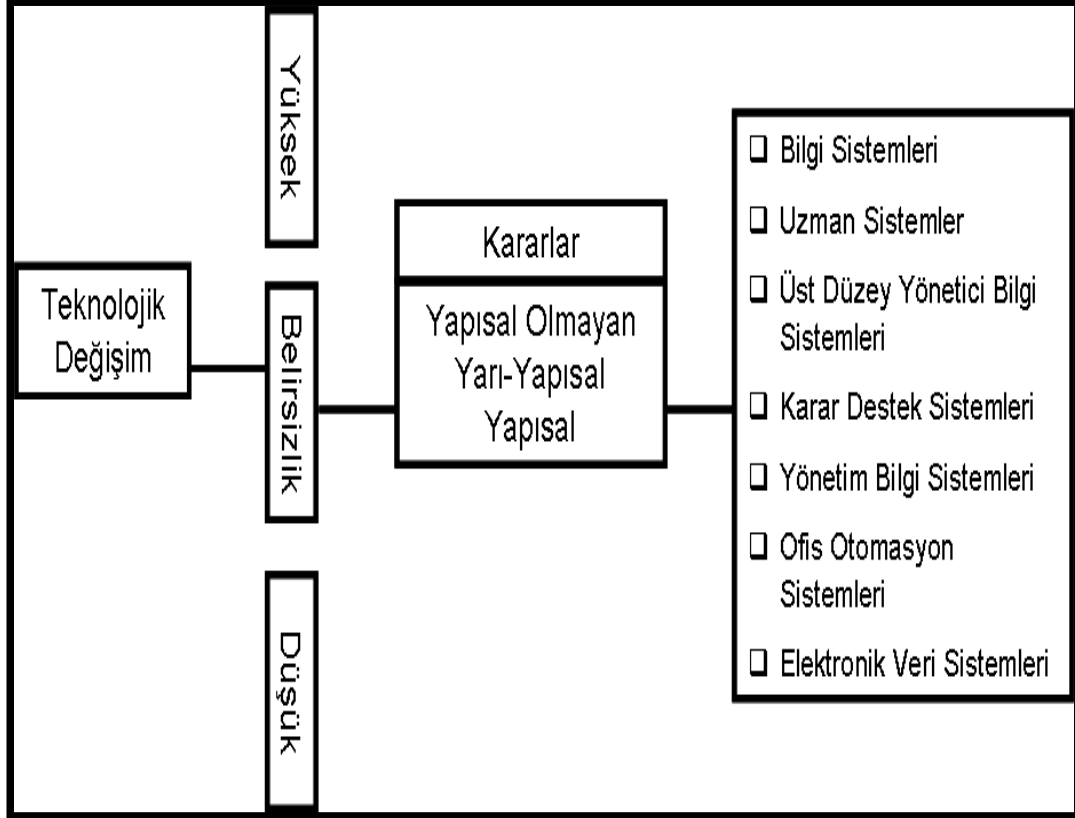 Teknolojik
Değişim
Yüksek
Belirsizlik
Düşük
Kararlar
Yapısal Olmayan
Yarı-Yapısal
Yapısal
Bilgi Sistemleri
Uzman Sistemler
Üst Düzey Yönetici Bilgi
Sistemleri
Karar Destek Sistemleri
Yönetim Bilgi Sistemleri
Ofis Otomasyon
Sistemleri
Elektronik Veri Sistemleri